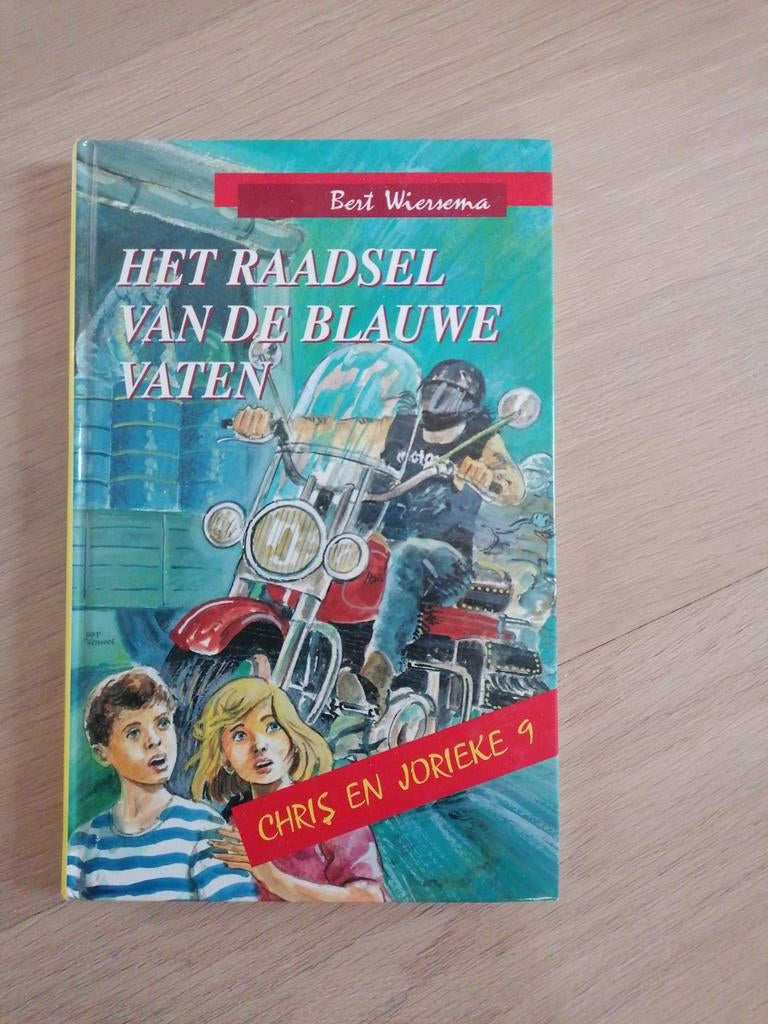 Bert Wiersema
HET RAADSEL
VAN DE BLAUWE
VATEN
CHRIS EN JORIEKE 9